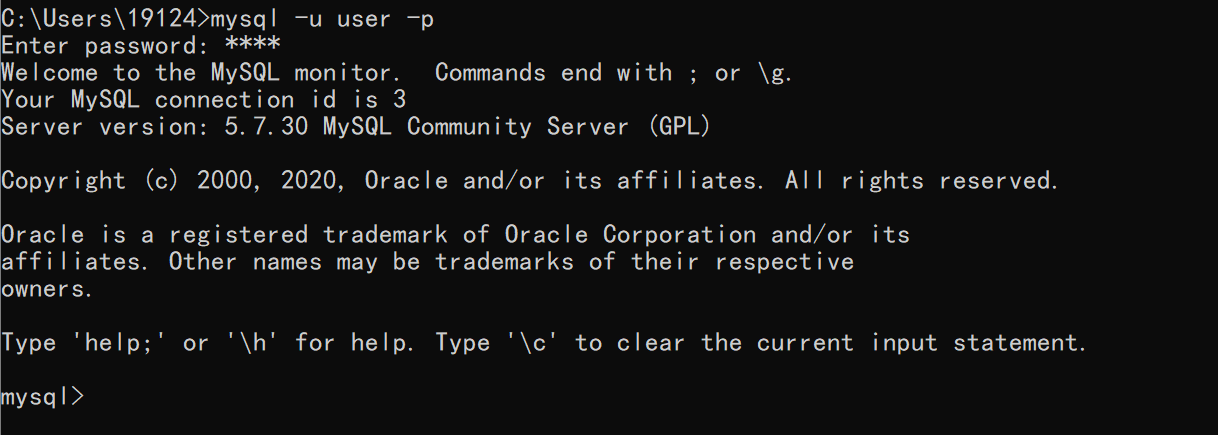 C:\Users\19124>mysql -u user -p
Enter password: ****
Welcome to the MySQL monitor.  Commands end with ; or \g.
Your MySQL connection id is 3
Server version: 5.7.30 MySQL Community Server (GPL)

Copyright (c) 2000, 2020, Oracle and/or its affiliates. All rights reserved.

Oracle is a registered trademark of Oracle Corporation and/or its
affiliates. Other names may be trademarks of their respective
owners.

Type 'help;' or '\h' for help. Type '\c' to clear the current input statement.

mysql>